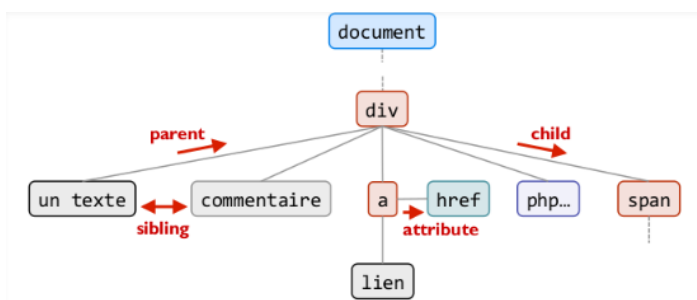 document
div
parent
child
un texte
commentaire
a
href
php...
span
sibling
attribute
lien